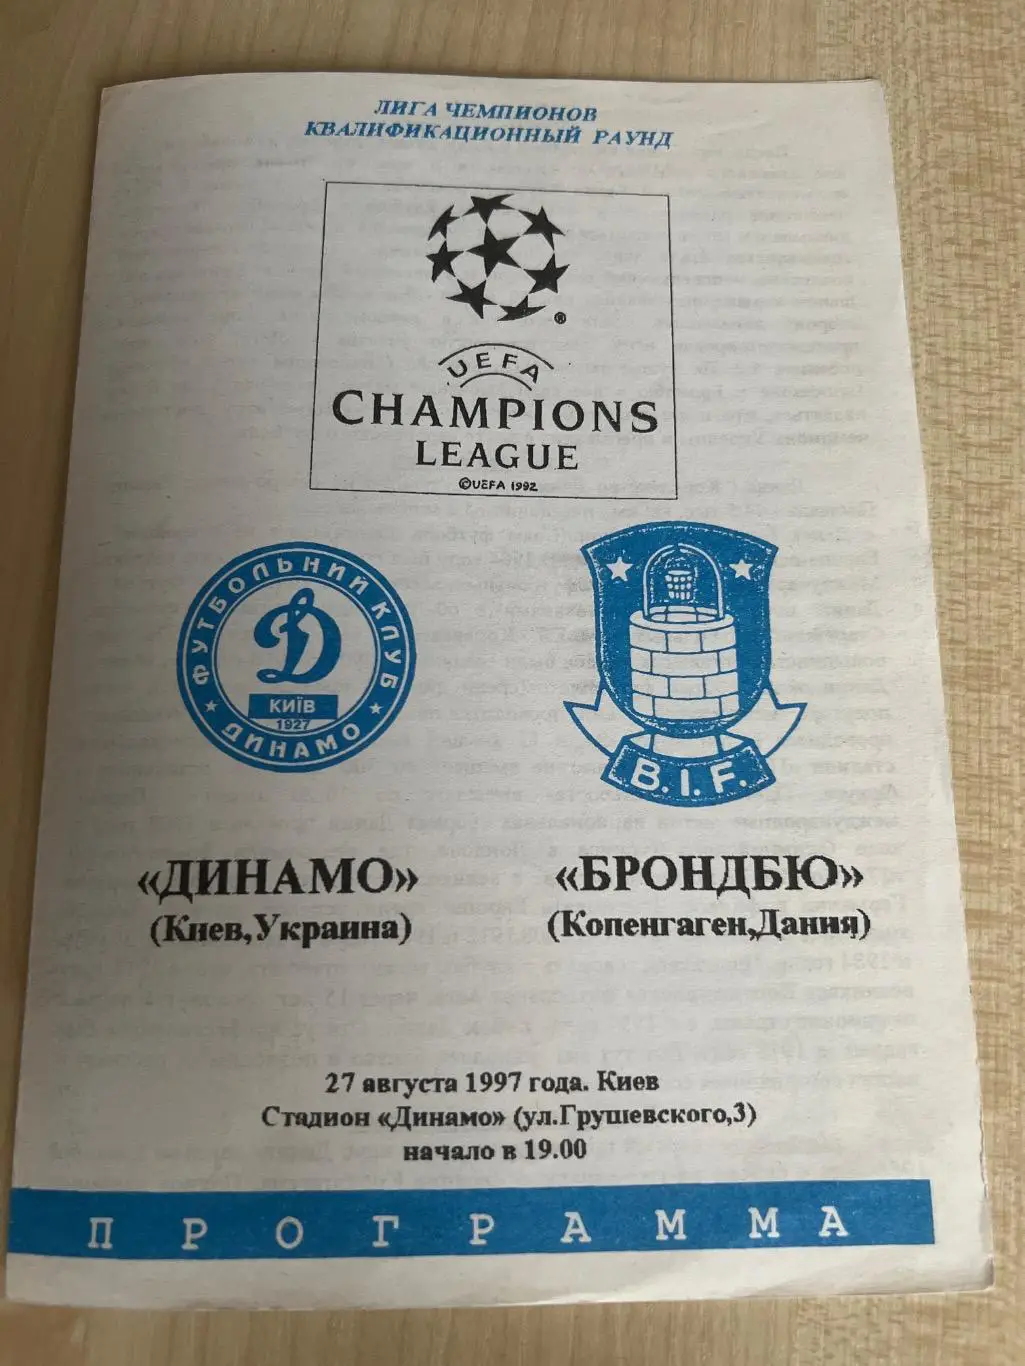 ЛИГА ЧЕМПИОНОВ
КВАЛИФИКАЦИОННЫЙ РАУНД
UEFA
CHAMPIONS
LEAGUE
©UEFA 1992
®
ФУТБОЛЬНИЙ КЛУБ
Д
КИЇВ
1927
ДИНАМО
B.I.F.
«ДИНАМО»
(Киев,Украина)
«БРОНДБЮ»
(Копенгаген,Дания)
27 августа 1997 года. Киев
Стадион «Динамо» (ул.Грушевского,3)
начало в 19.00
ПРОГРАММА